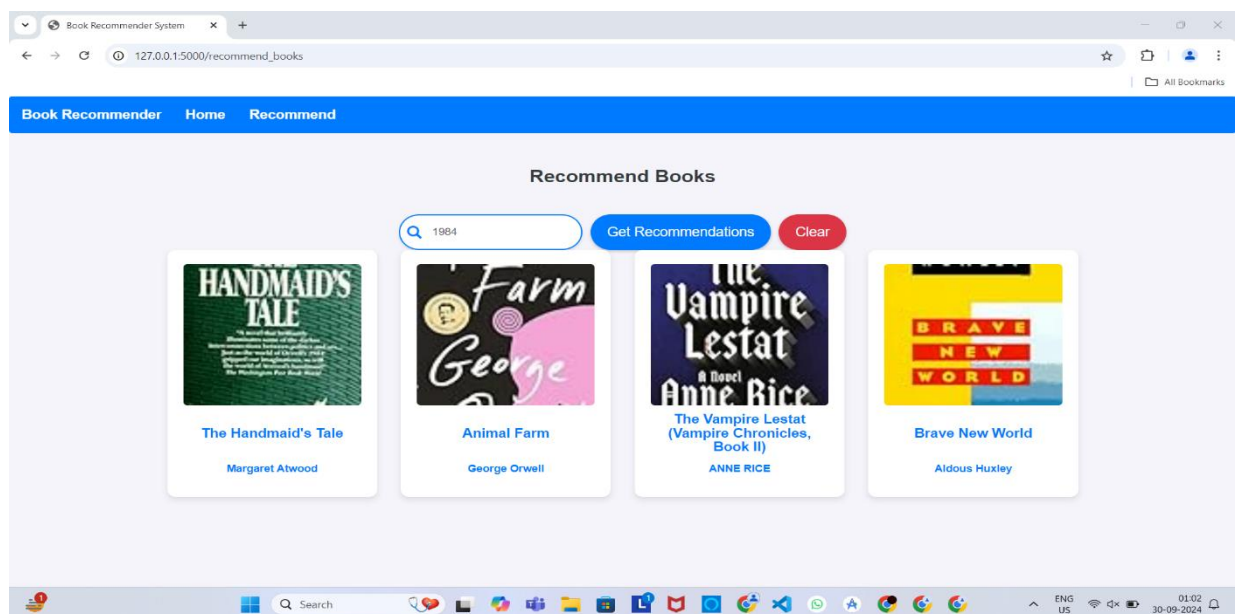 Book Recommender System
127.0.0.1:5000/recommend_books
All Bookmarks
Book Recommender Home Recommend
Recommend Books
1984 Get Recommendations Clear
HANDMAID'S
TALE
The Handmaid's Tale
Margaret Atwood
Farm
George
Animal Farm
George Orwell
The
Vampire
Lestat
A Novel
Anne Rice
The Vampire Lestat
(Vampire Chronicles,
Book II)
ANNE RICE
BRAVE
NEW
WORLD
Brave New World
Aldous Huxley
1
Search
ENG
US
01:02
30-09-2024